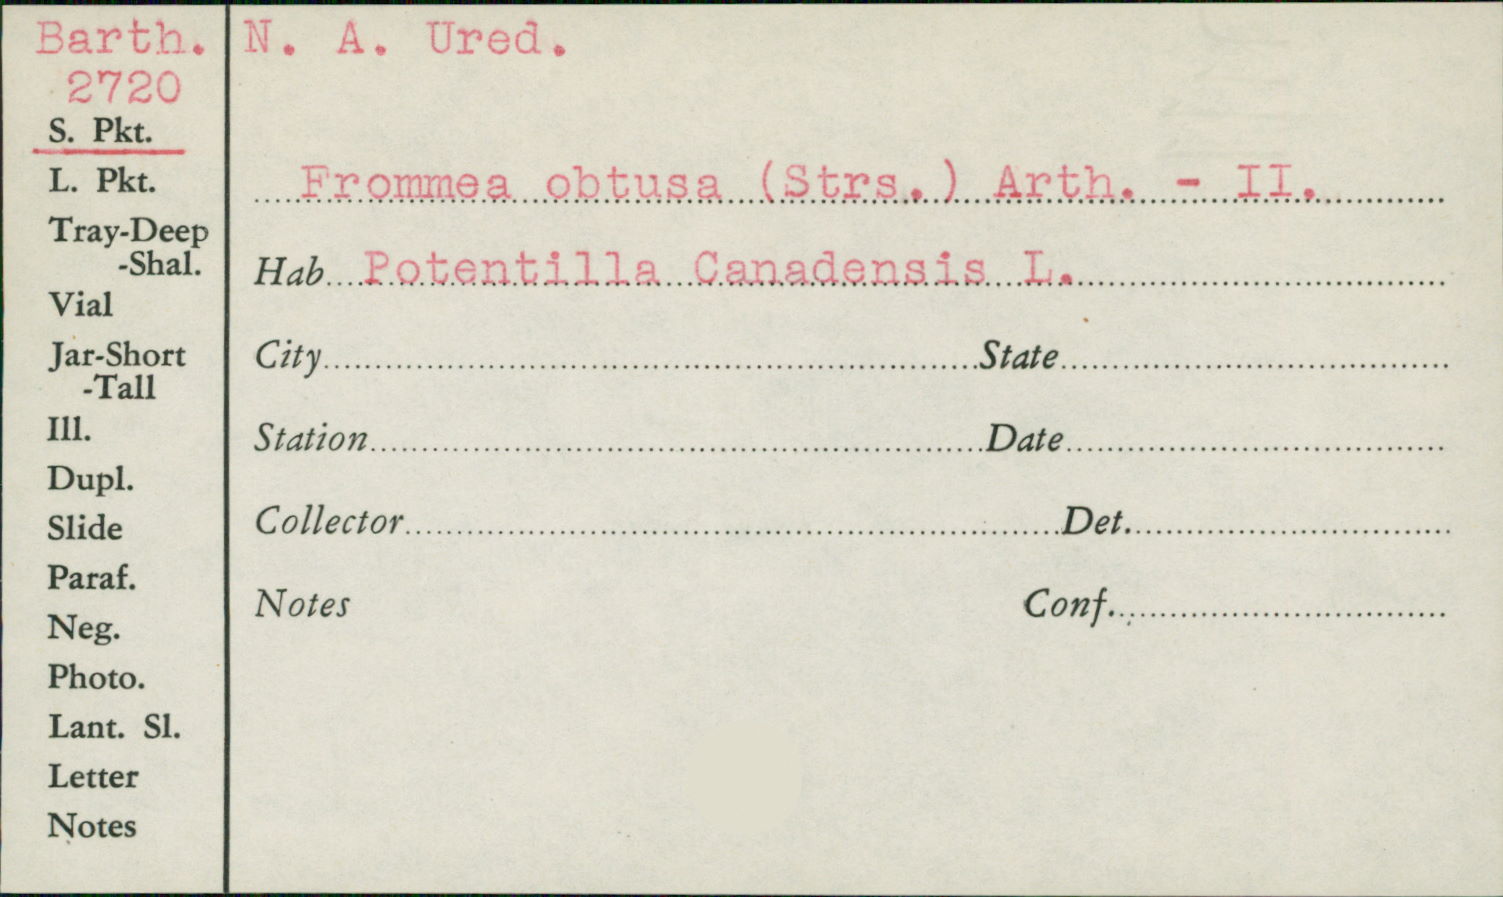 Barth.
2720
S. Pkt.
L. Pkt.
Tray-Deep
-Shal.
Vial
Jar-Short
-Tall
Ill.
Dupl.
Slide
Paraf.
Neg.
Photo.
Lant. Sl.
Letter
Notes
N. A. Ured.
Frommea obtusa (Strs.) Arth. - II.
Hab. Potentilla Canadensis L.
City State
Station Date
Collector Det.
Notes Conf.